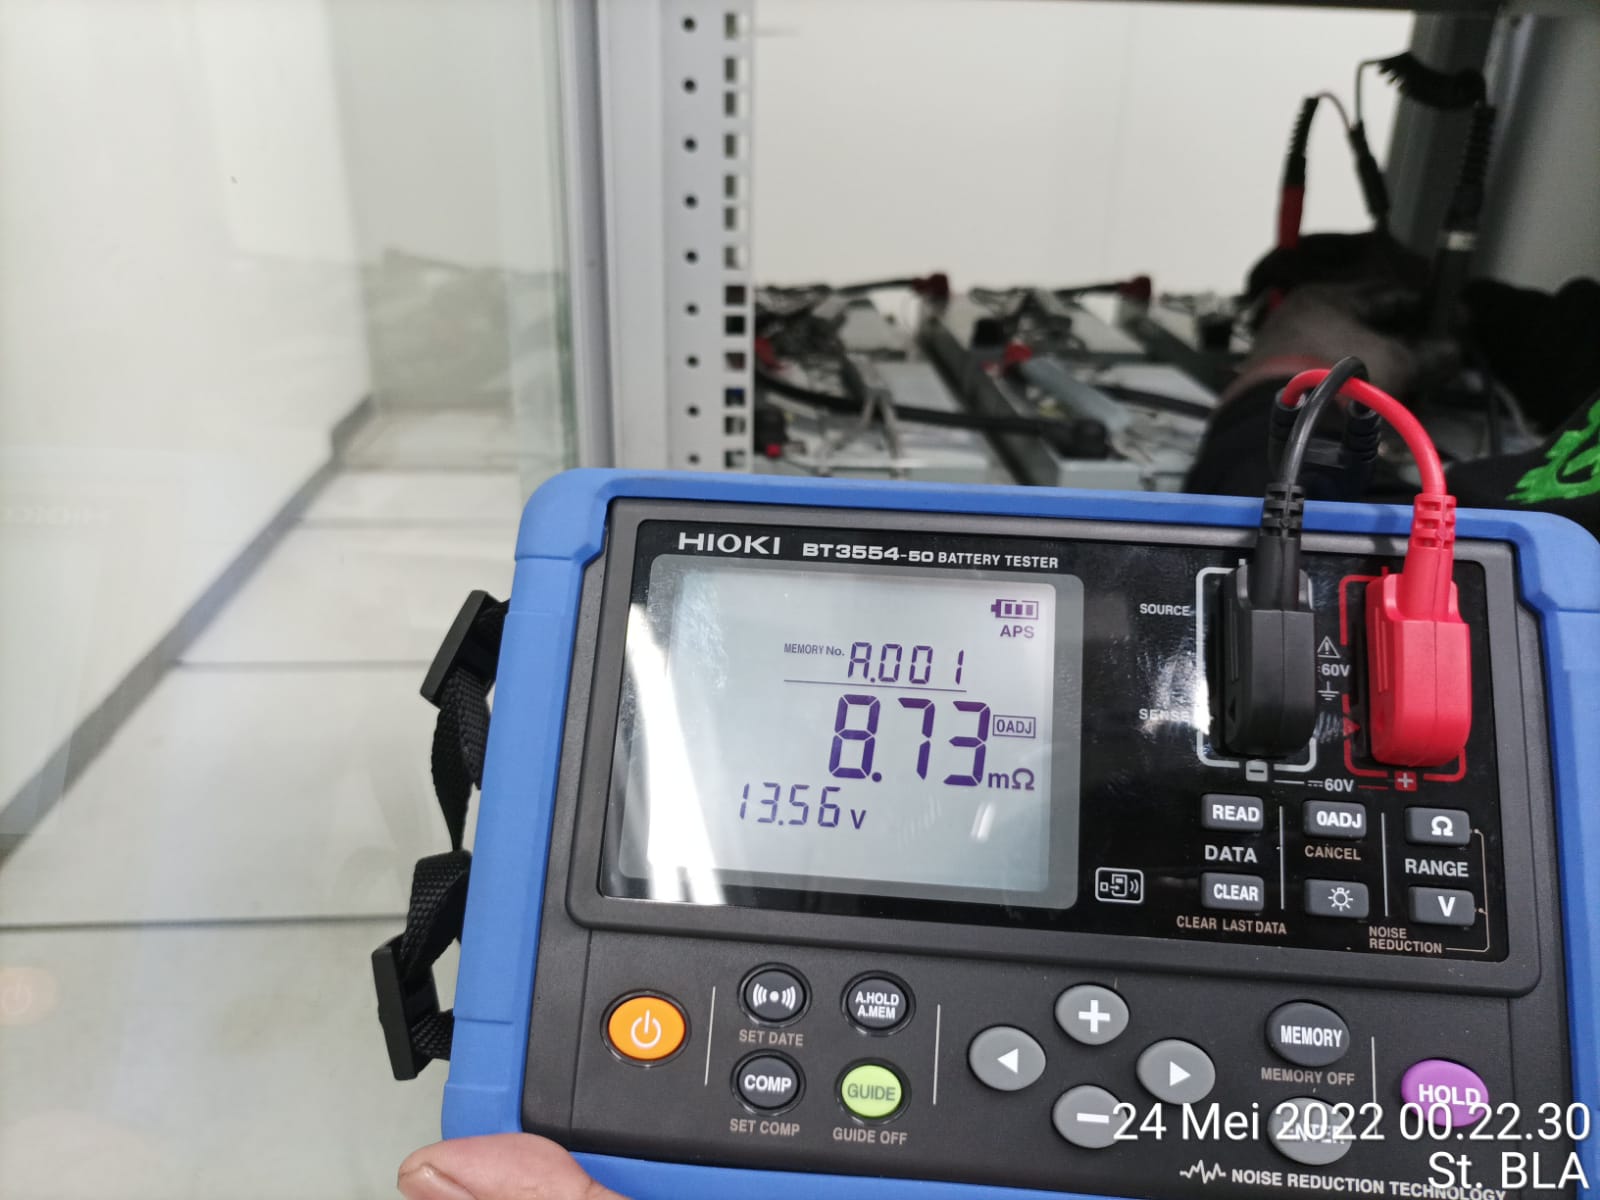 HIOKI BT3554-50 BATTERY TESTER
APS
MEMORY No. A.001
8.73 mΩ 0ADJ
13.56 V
SOURCE
60V
SENSE
⎓60V
READ
DATA
CLEAR
CLEAR LAST DATA
0ADJ
CANCEL
Ω
RANGE
V
NOISE
REDUCTION
SET DATE
A.HOLD
A.MEM
COMP
SET COMP
GUIDE
GUIDE OFF
+
−
MEMORY
MEMORY OFF
HOLD
ENTER
NOISE REDUCTION TECHNOLOGY
24 Mei 2022 00.22.30
St. BLA